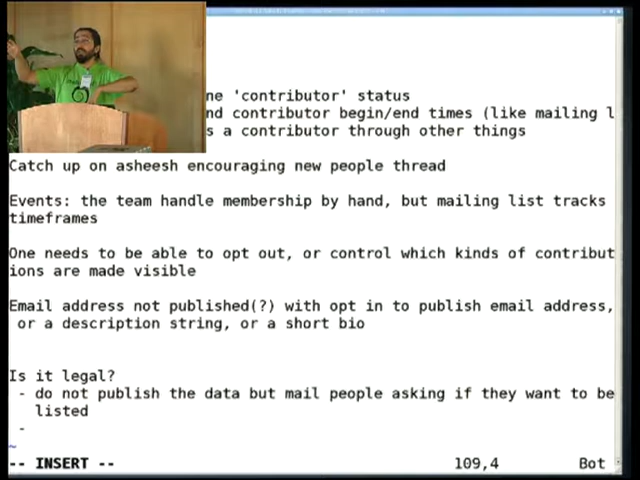 ne 'contributor' status
nd contributor begin/end times (like mailing l
s a contributor through other things
Catch up on asheesh encouraging new people thread
Events: the team handle membership by hand, but mailing list tracks
timeframes
One needs to be able to opt out, or control which kinds of contribut
ions are made visible
Email address not published(?) with opt in to publish email address,
or a description string, or a short bio
Is it legal?
- do not publish the data but mail people asking if they want to be
listed
-
~
-- INSERT -- 109,4 Bot